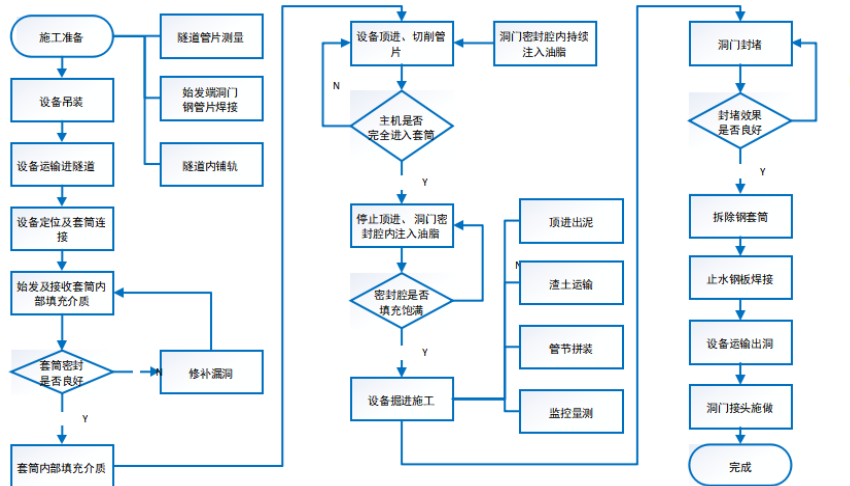 施工准备
隧道管片测量
始发端洞门
钢管片焊接
隧道内铺轨
设备吊装
设备运输进隧道
设备定位及套筒连
接
始发及接收套筒内
部填充介质
套筒密封
是否良好
N
修补漏洞
Y
套筒内部填充介质
设备顶进、切削管
片
洞门密封腔内持续
注入油脂
N
主机是否
完全进入套筒
Y
停止顶进、洞门密
封腔内注入油脂
密封腔是否
填充饱满
N
Y
设备掘进施工
顶进出泥
渣土运输
管节拼装
监控量测
洞门封堵
封堵效果
是否良好
Y
拆除钢套筒
止水钢板焊接
设备运输出洞
洞门接头施做
完成